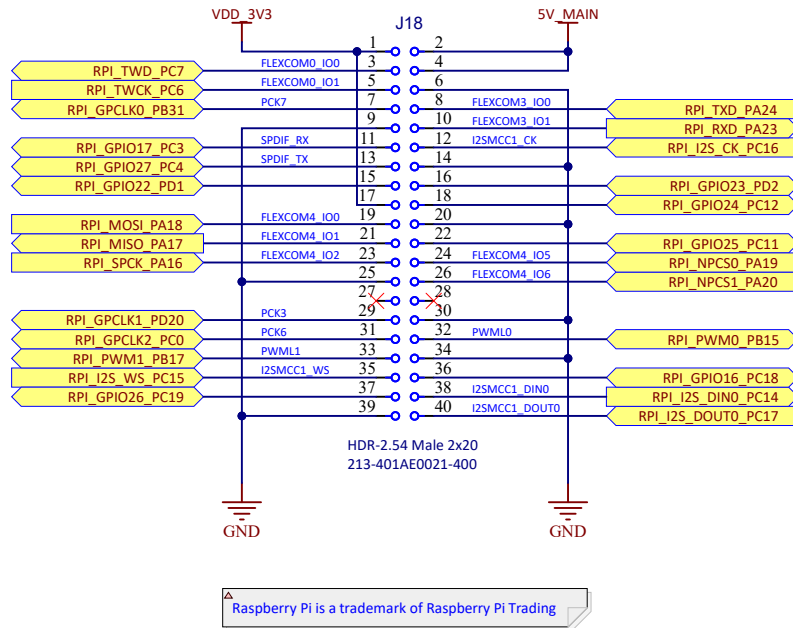 VDD_3V3 5V_MAIN
J18
1 2
RPI_TWD_PC7 FLEXCOM0_IO0 3 4
RPI_TWCK_PC6 FLEXCOM0_IO1 5 6
RPI_GPCLK0_PB31 PCK7 7 8 FLEXCOM3_IO0 RPI_TXD_PA24
9 10 FLEXCOM3_IO1 RPI_RXD_PA23
RPI_GPIO17_PC3 SPDIF_RX 11 12 I2SMCC1_CK RPI_I2S_CK_PC16
RPI_GPIO27_PC4 SPDIF_TX 13 14
RPI_GPIO22_PD1 15 16 RPI_GPIO23_PD2
17 18 RPI_GPIO24_PC12
RPI_MOSI_PA18 FLEXCOM4_IO0 19 20
RPI_MISO_PA17 FLEXCOM4_IO1 21 22 RPI_GPIO25_PC11
RPI_SPCK_PA16 FLEXCOM4_IO2 23 24 FLEXCOM4_IO5 RPI_NPCS0_PA19
25 26 FLEXCOM4_IO6 RPI_NPCS1_PA20
27 28
RPI_GPCLK1_PD20 PCK3 29 30
RPI_GPCLK2_PC0 PCK6 31 32 PWML0 RPI_PWM0_PB15
RPI_PWM1_PB17 PWML1 33 34
RPI_I2S_WS_PC15 I2SMCC1_WS 35 36 RPI_GPIO16_PC18
RPI_GPIO26_PC19 37 38 I2SMCC1_DIN0 RPI_I2S_DIN0_PC14
39 40 I2SMCC1_DOUT0 RPI_I2S_DOUT0_PC17
HDR-2.54 Male 2x20
213-401AE0021-400
GND GND
Raspberry Pi is a trademark of Raspberry Pi Trading